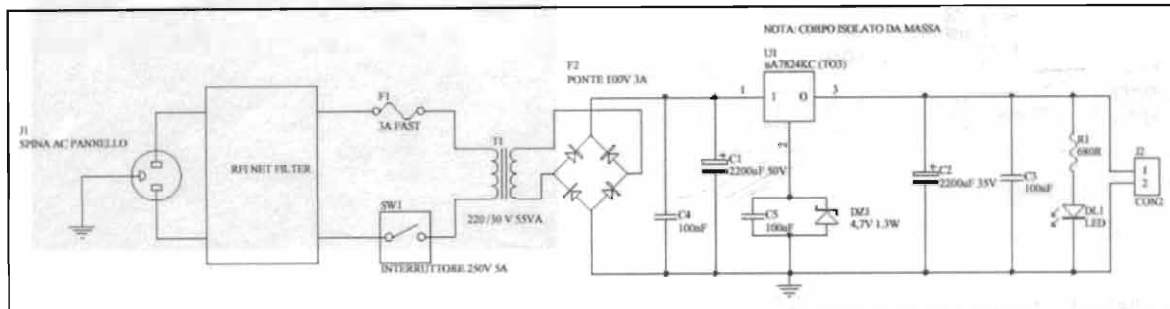 NOTA: CORPO ISOLATO DA MASSA
U1
uA7824KC (TO3)
F2
PONTE 100V 3A
1
1
O
3
2
J1
SPINA AC PANNELLO
RFI NET FILTER
F1
3A FAST
T1
220 /30 V 55VA
SW1
INTERRUTTORE 250V 5A
C4
100nF
C1
2200uF 50V
C5
100nF
DZ1
4,7V 1.3W
C2
2200uF 35V
C3
100nF
R1
680R
DL1
LED
J2
1
2
CON2